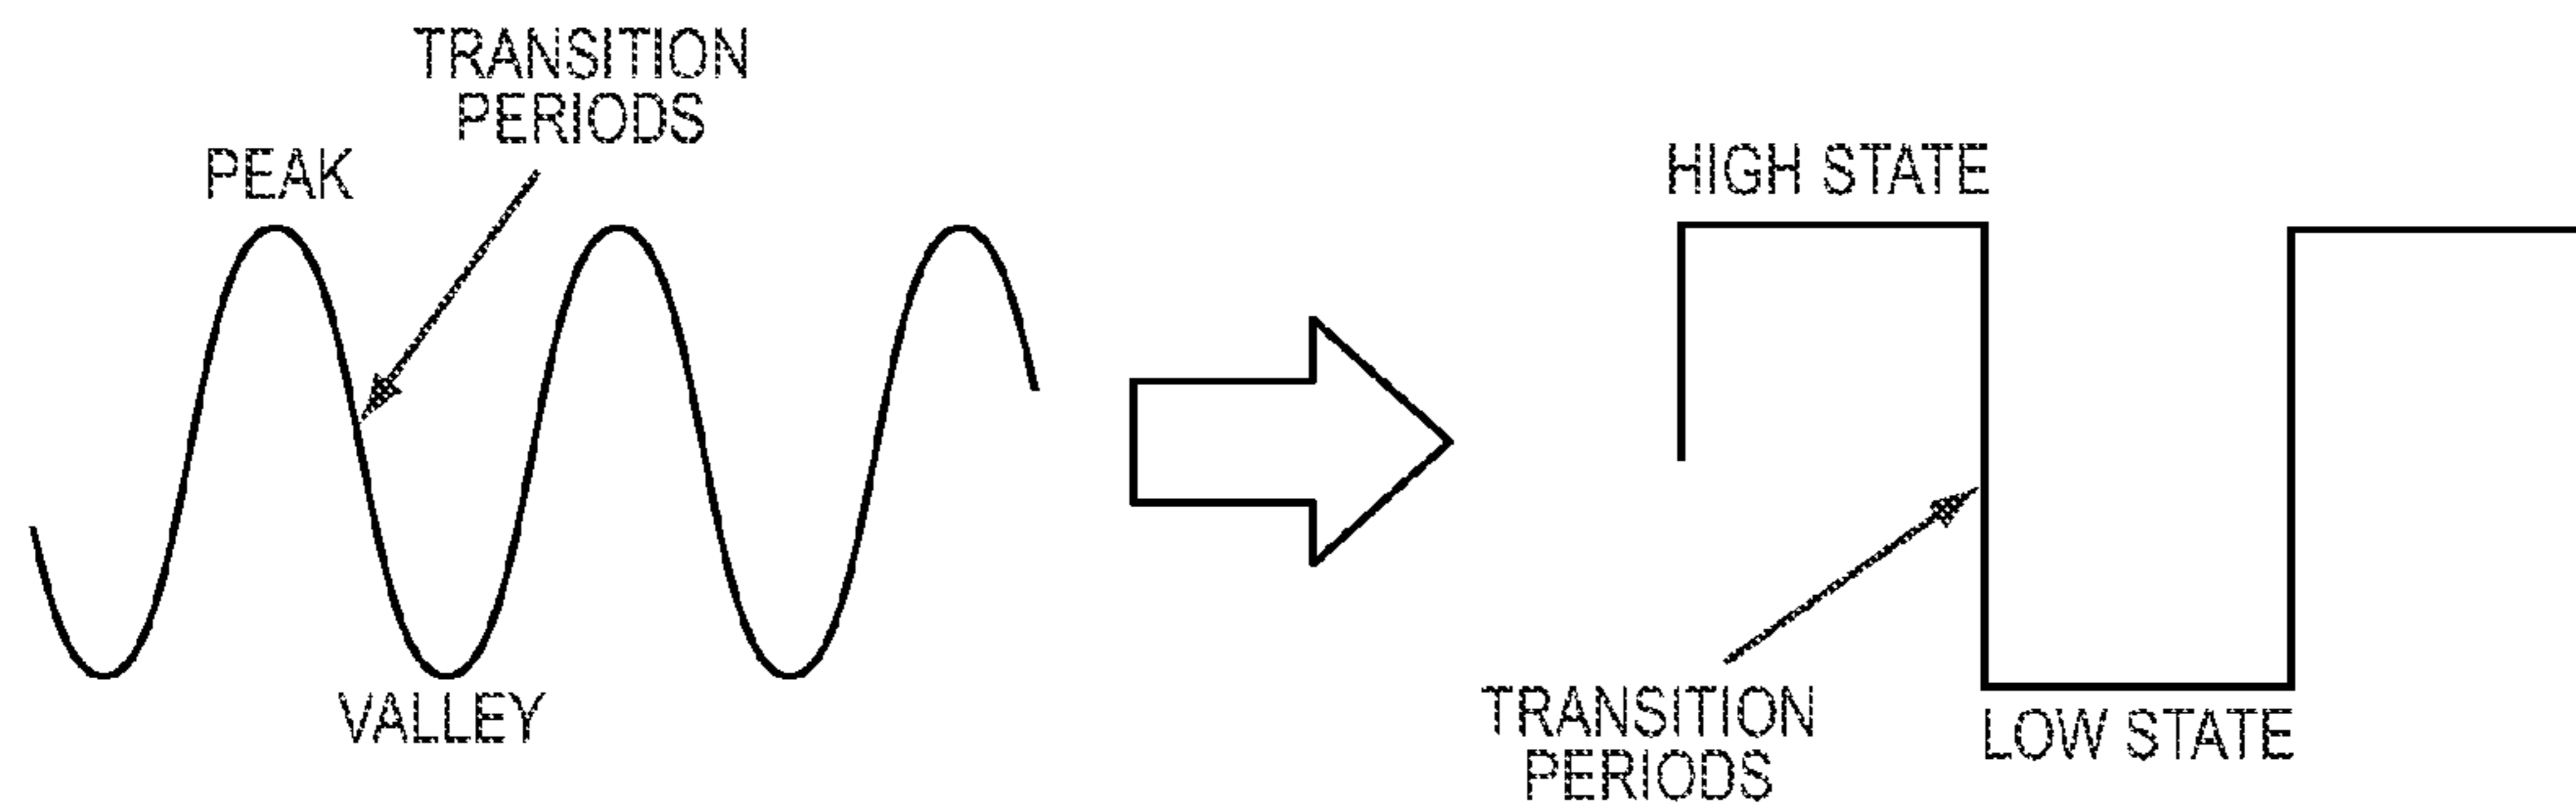 TRANSITION
PERIODS
PEAK
VALLEY
HIGH STATE
TRANSITION
PERIODS
LOW STATE